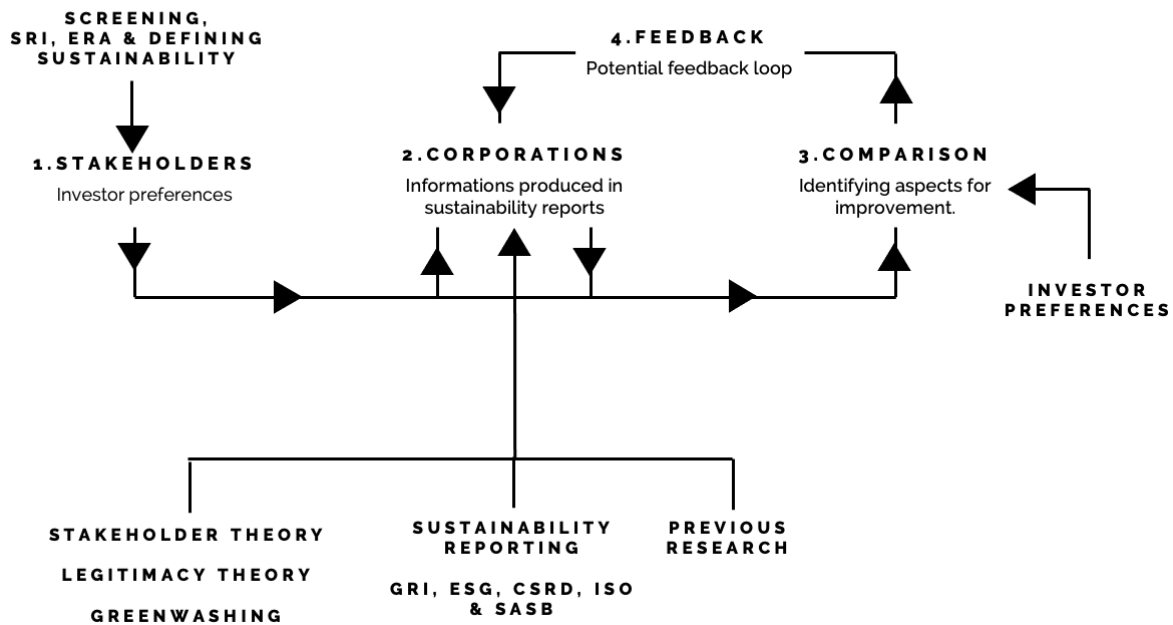 SCREENING,
SRI, ERA & DEFINING
SUSTAINABILITY
4.FEEDBACK
Potential feedback loop
1.STAKEHOLDERS
Investor preferences
2.CORPORATIONS
Informations produced in
sustainability reports
3.COMPARISON
Identifying aspects for
improvement.
INVESTOR
PREFERENCES
STAKEHOLDER THEORY
LEGITIMACY THEORY
GREENWASHING
SUSTAINABILITY
REPORTING
GRI, ESG, CSRD, ISO
& SASB
PREVIOUS
RESEARCH